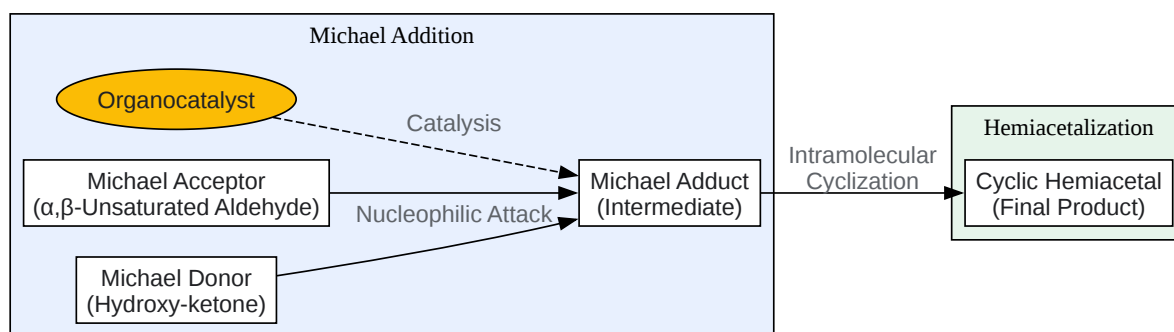 Michael Addition
Organocatalyst
Catalysis
Michael Acceptor
(α,β-Unsaturated Aldehyde)
Nucleophilic Attack
Michael Donor
(Hydroxy-ketone)
Michael Adduct
(Intermediate)
Intramolecular
Cyclization
Hemiacetalization
Cyclic Hemiacetal
(Final Product)